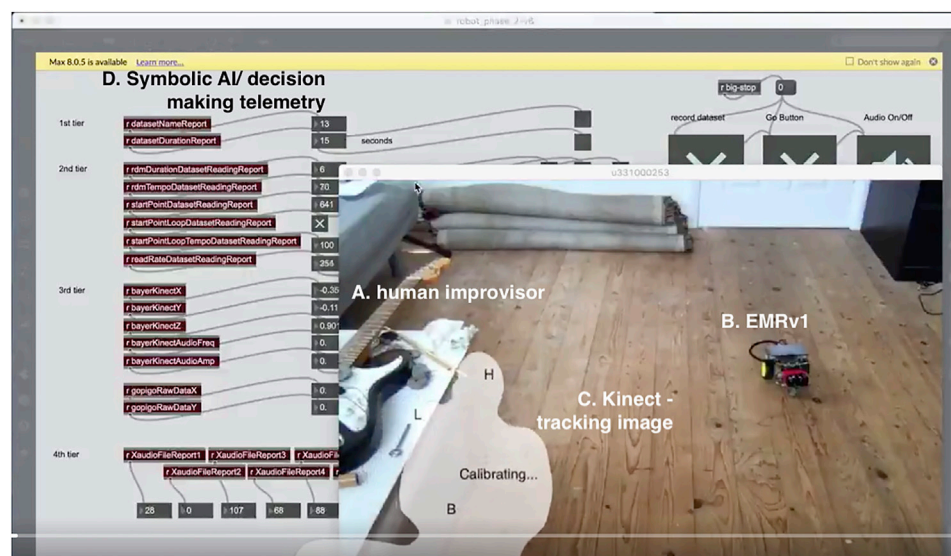 robot_phase
Max 8.0.5 is available Learn more... Don't show again
D. Symbolic AI/ decision
making telemetry
r big-stop 0
record dataset Go Button Audio On/Off
1st tier r datasetNameReport 13
r datasetDurationReport 15 seconds
2nd tier r rdmDurationDatasetReadingReport 6
r rdmTempoDatasetReadingReport 70
r startPointDatasetReadingReport 641
r startPointLoopDatasetReadingReport
r startPointLoopTempoDatasetReadingReport 100
r readRateDatasetReadingReport 254
3rd tier r bayerKinectX -0.35
r bayerKinectY -0.11
r bayerKinectZ 0.901
r bayerKinectAudioFreq 0.
r bayerKinectAudioAmp 0.
r gopigoRawDataX 0.
r gopigoRawDataY 0.
4th tier r XaudioFileReport1 r XaudioFileReport3 r XaudioFil
r XaudioFileReport2 r XaudioFileReport4 r
28 0 107 68 88
u331000253
A. human improvisor
B. EMRv1
C. Kinect -
tracking image
H
L
Calibrating...
B